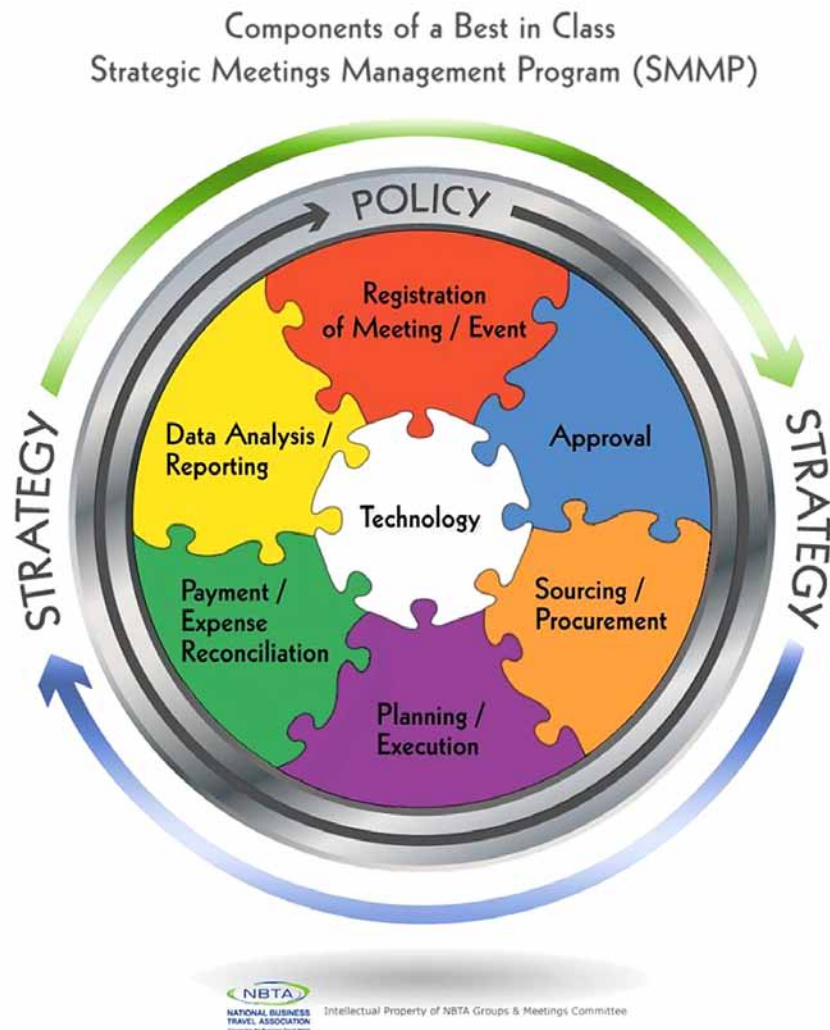 Components of a Best in Class
Strategic Meetings Management Program (SMMP)
POLICY
STRATEGY
STRATEGY
Registration
of Meeting / Event
Approval
Sourcing /
Procurement
Planning /
Execution
Payment /
Expense
Reconciliation
Data Analysis /
Reporting
Technology
NBTA
NATIONAL BUSINESS
TRAVEL ASSOCIATION
Intellectual Property of NBTA Groups & Meetings Committee